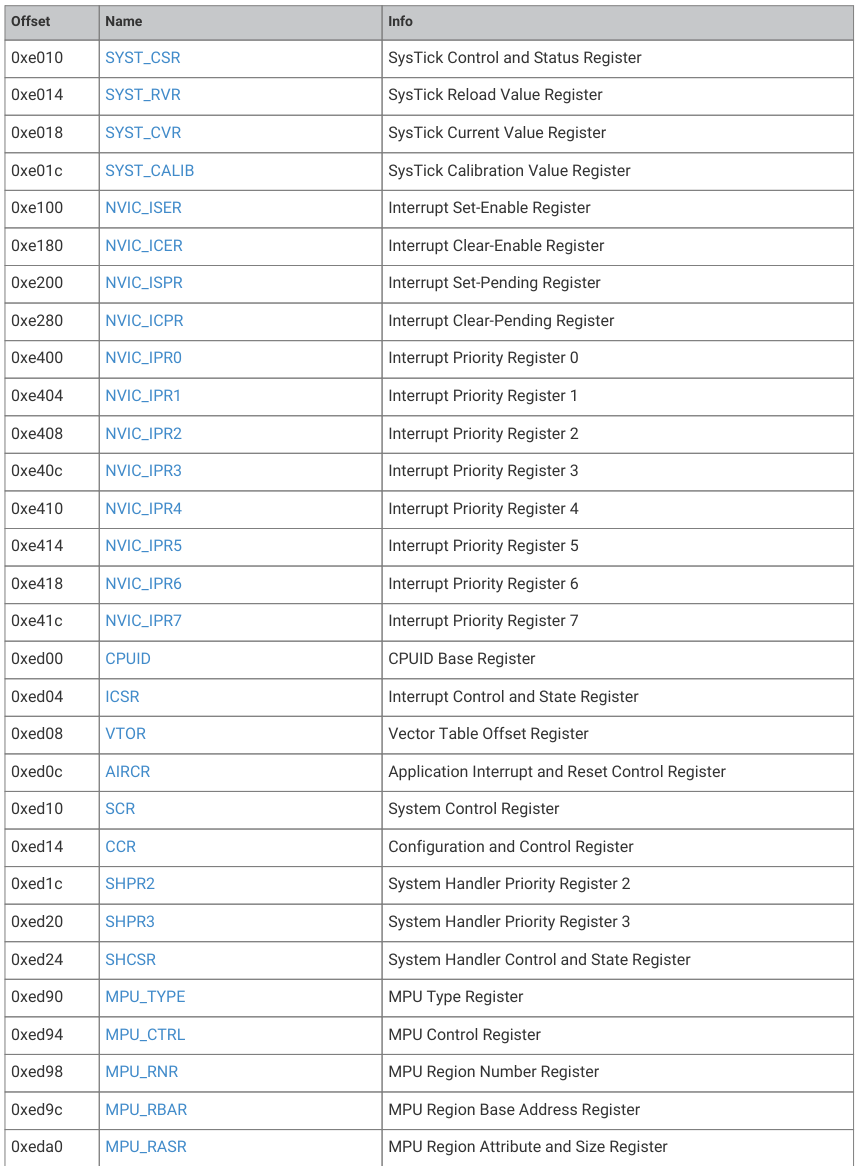 Offset Name Info
0xe010 SYST_CSR SysTick Control and Status Register
0xe014 SYST_RVR SysTick Reload Value Register
0xe018 SYST_CVR SysTick Current Value Register
0xe01c SYST_CALIB SysTick Calibration Value Register
0xe100 NVIC_ISER Interrupt Set-Enable Register
0xe180 NVIC_ICER Interrupt Clear-Enable Register
0xe200 NVIC_ISPR Interrupt Set-Pending Register
0xe280 NVIC_ICPR Interrupt Clear-Pending Register
0xe400 NVIC_IPR0 Interrupt Priority Register 0
0xe404 NVIC_IPR1 Interrupt Priority Register 1
0xe408 NVIC_IPR2 Interrupt Priority Register 2
0xe40c NVIC_IPR3 Interrupt Priority Register 3
0xe410 NVIC_IPR4 Interrupt Priority Register 4
0xe414 NVIC_IPR5 Interrupt Priority Register 5
0xe418 NVIC_IPR6 Interrupt Priority Register 6
0xe41c NVIC_IPR7 Interrupt Priority Register 7
0xed00 CPUID CPUID Base Register
0xed04 ICSR Interrupt Control and State Register
0xed08 VTOR Vector Table Offset Register
0xed0c AIRCR Application Interrupt and Reset Control Register
0xed10 SCR System Control Register
0xed14 CCR Configuration and Control Register
0xed1c SHPR2 System Handler Priority Register 2
0xed20 SHPR3 System Handler Priority Register 3
0xed24 SHCSR System Handler Control and State Register
0xed90 MPU_TYPE MPU Type Register
0xed94 MPU_CTRL MPU Control Register
0xed98 MPU_RNR MPU Region Number Register
0xed9c MPU_RBAR MPU Region Base Address Register
0xeda0 MPU_RASR MPU Region Attribute and Size Register